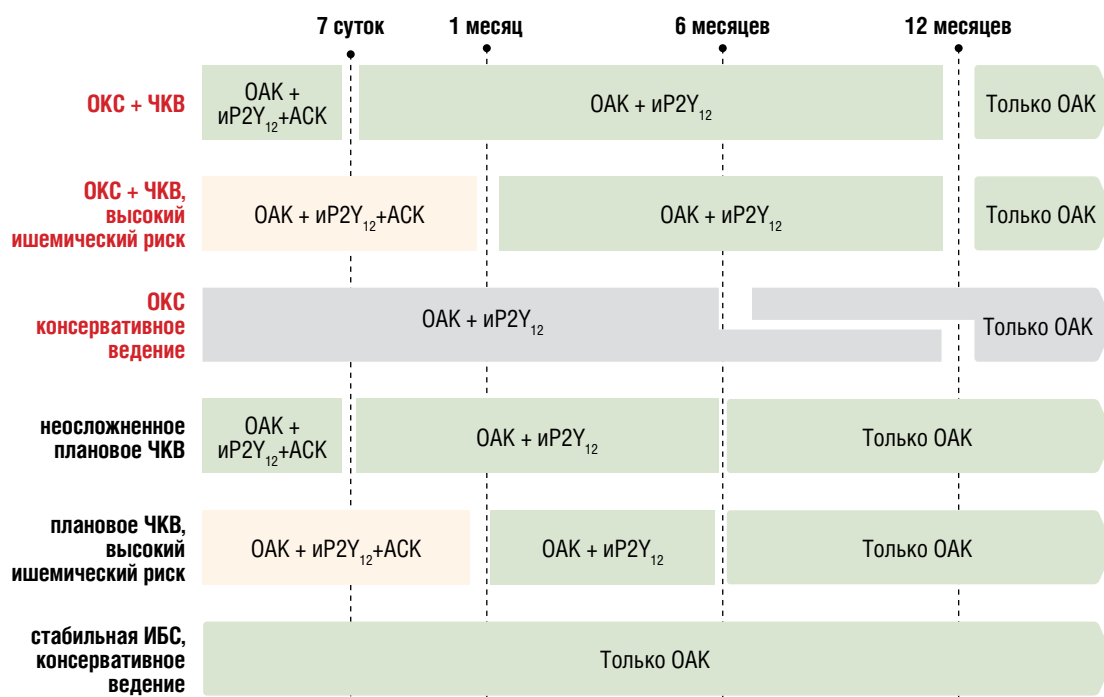 7 суток 1 месяц 6 месяцев 12 месяцев
ОКС + ЧКВ
ОАК +
иP2Y₁₂+АСК
ОАК + иP2Y₁₂
Только ОАК
ОКС + ЧКВ,
высокий
ишемический риск
ОАК + иP2Y₁₂+АСК
ОАК + иP2Y₁₂
Только ОАК
ОКС
консервативное
ведение
ОАК + иP2Y₁₂
Только ОАК
неосложненное
плановое ЧКВ
ОАК +
иP2Y₁₂+АСК
ОАК + иP2Y₁₂
Только ОАК
плановое ЧКВ,
высокий
ишемический риск
ОАК + иP2Y₁₂+АСК
ОАК + иP2Y₁₂
Только ОАК
стабильная ИБС,
консервативное
ведение
Только ОАК